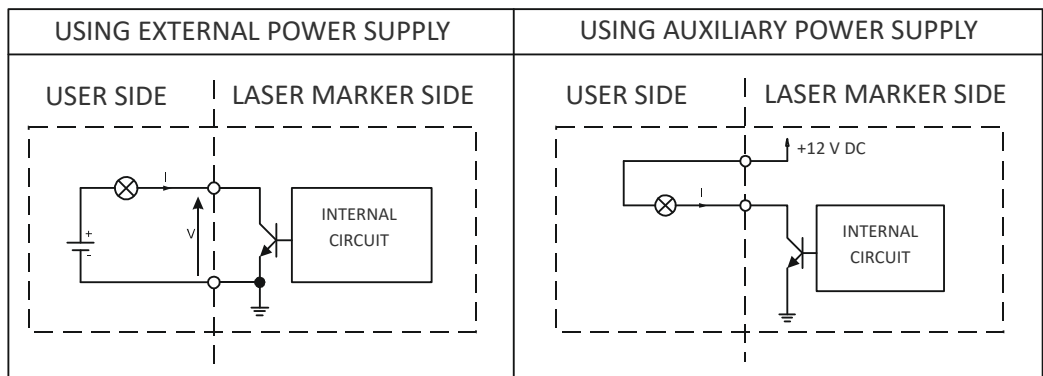 USING EXTERNAL POWER SUPPLY
USING AUXILIARY POWER SUPPLY
USER SIDE
LASER MARKER SIDE
I
V
+
-
INTERNAL
CIRCUIT
USER SIDE
LASER MARKER SIDE
+12 V DC
I
INTERNAL
CIRCUIT